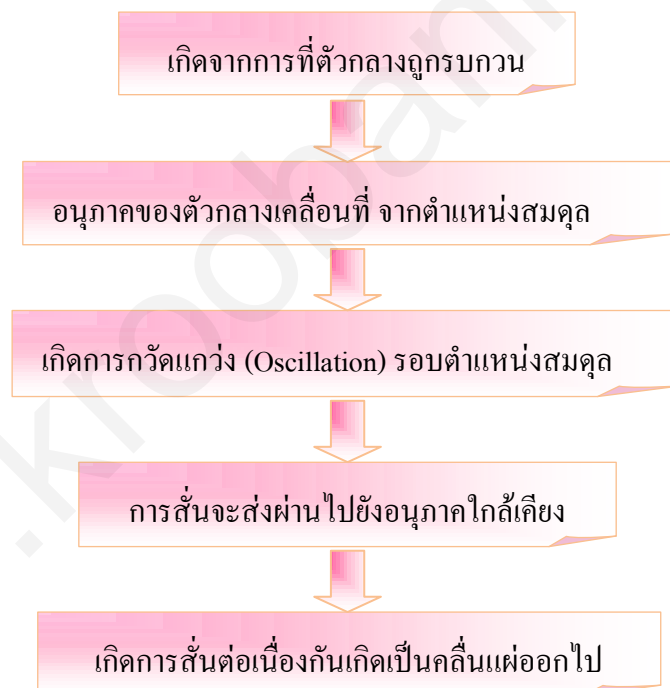 เกิดจากการที่ตัวกลางถูกรบกวน
อนุภาคของตัวกลางเคลื่อนที่ จากตำแหน่งสมดุล
เกิดการกวัดแกว่ง (Oscillation) รอบตำแหน่งสมดุล
การสั่นจะส่งผ่านไปยังอนุภาคใกล้เคียง
เกิดการสั่นต่อเนื่องกันเกิดเป็นคลื่นแผ่ออกไป